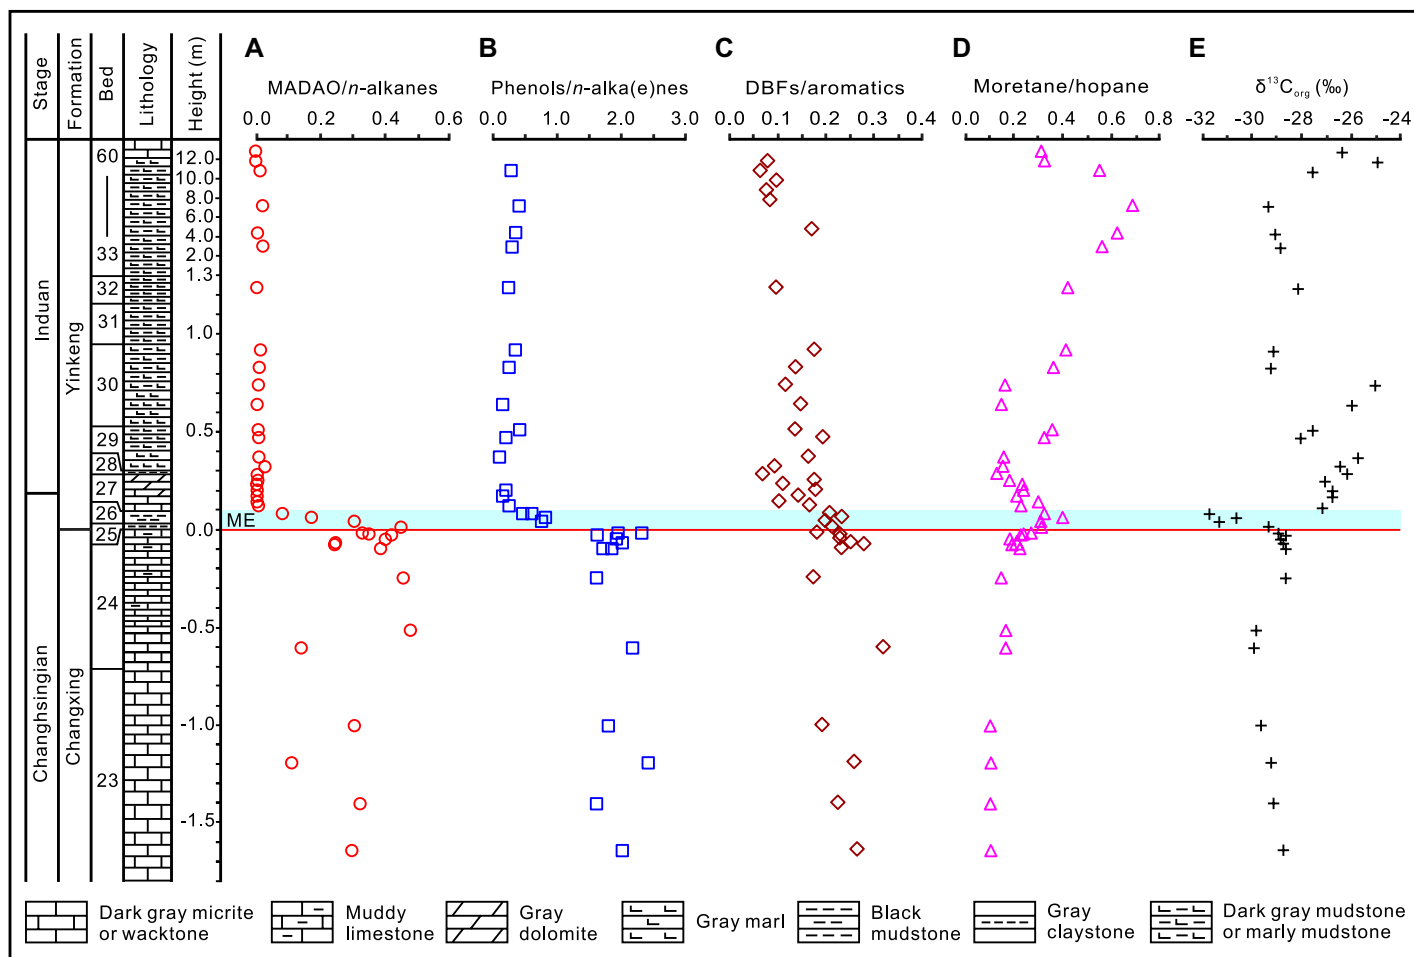 A B C D E
Stage Formation Bed Lithology Height (m)
MADAO/n-alkanes Phenols/n-alka(e)nes DBFs/aromatics Moretane/hopane δ¹³Corg (‰)
0.0 0.2 0.4 0.6 0.0 1.0 2.0 3.0 0.0 0.1 0.2 0.3 0.4 0.0 0.2 0.4 0.6 0.8 -32 -30 -28 -26 -24
Induan
Changhsingian
Yinkeng
Changxing
60
33
32
31
30
29
28
27
26
25
24
23
12.0
10.0
8.0
6.0
4.0
2.0
1.3
1.0
0.5
0.0
-0.5
-1.0
-1.5
ME
Dark gray micrite
or wacktone
Muddy
limestone
Gray
dolomite
Gray marl
Black
mudstone
Gray
claystone
Dark gray mudstone
or marly mudstone